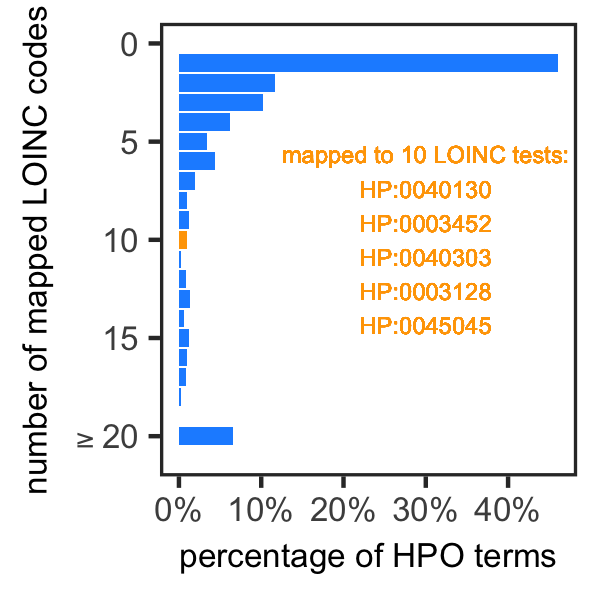 number of mapped LOINC codes
0
5
10
15
≥ 20
mapped to 10 LOINC tests:
HP:0040130
HP:0003452
HP:0040303
HP:0003128
HP:0045045
0% 10% 20% 30% 40%
percentage of HPO terms